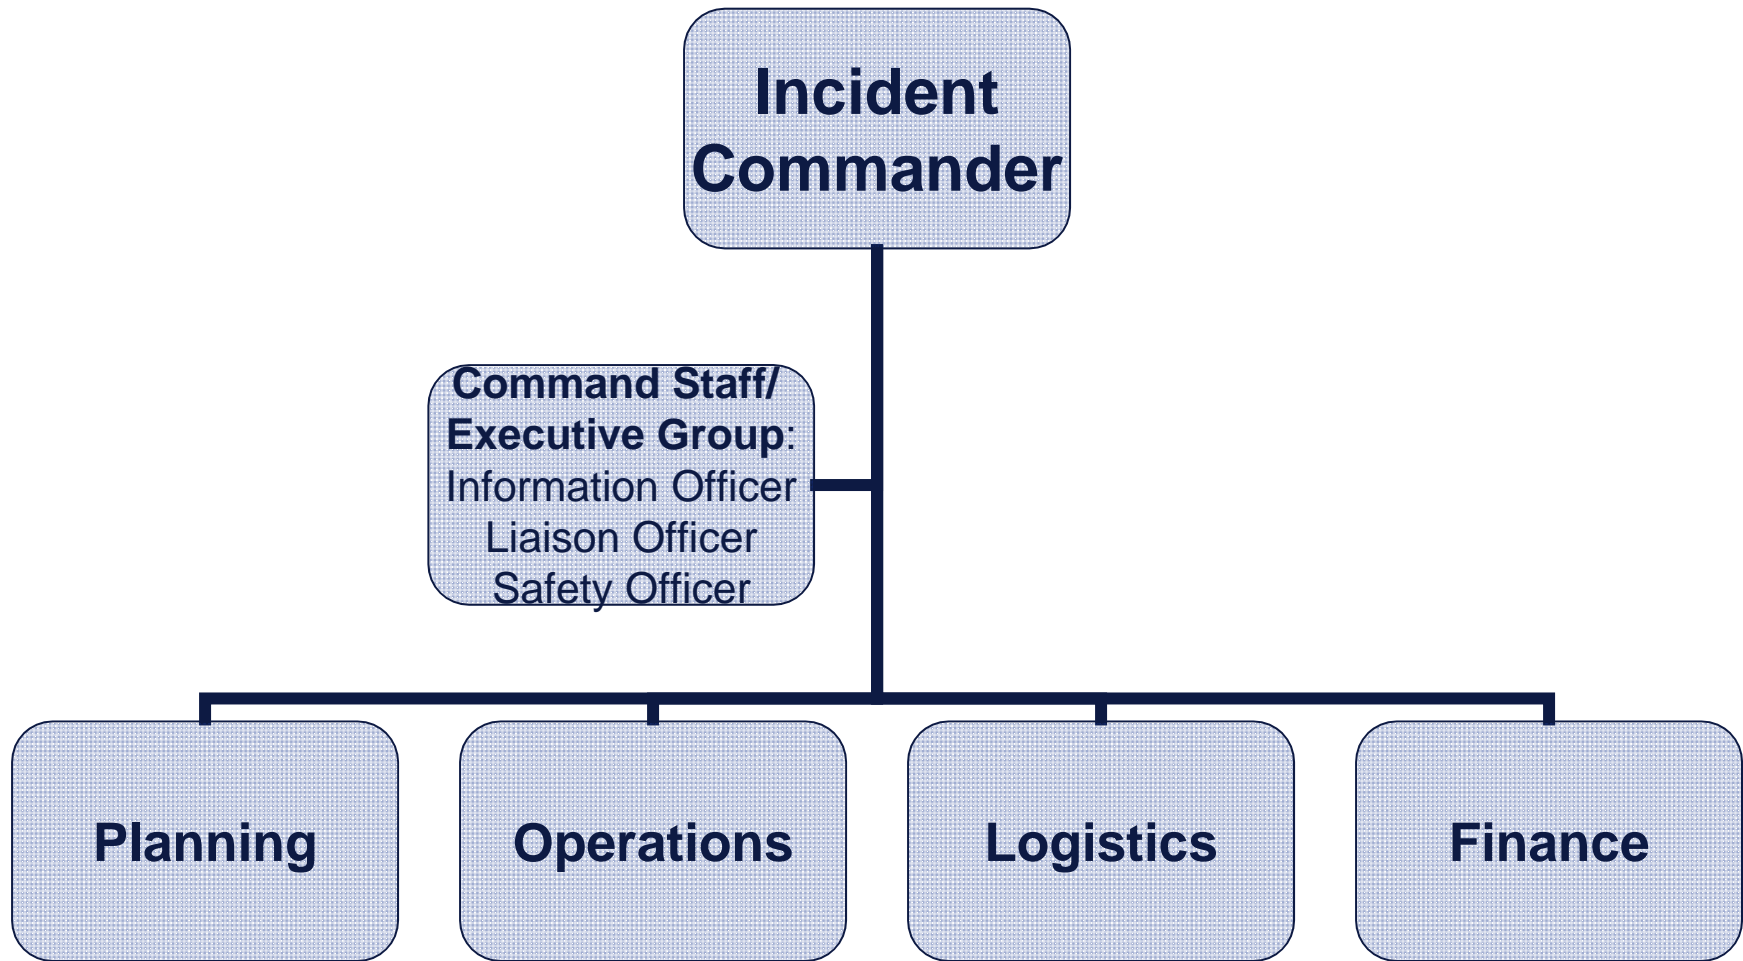 Incident
Commander
Command Staff/
Executive Group:
Information Officer
Liaison Officer
Safety Officer
Planning
Operations
Logistics
Finance